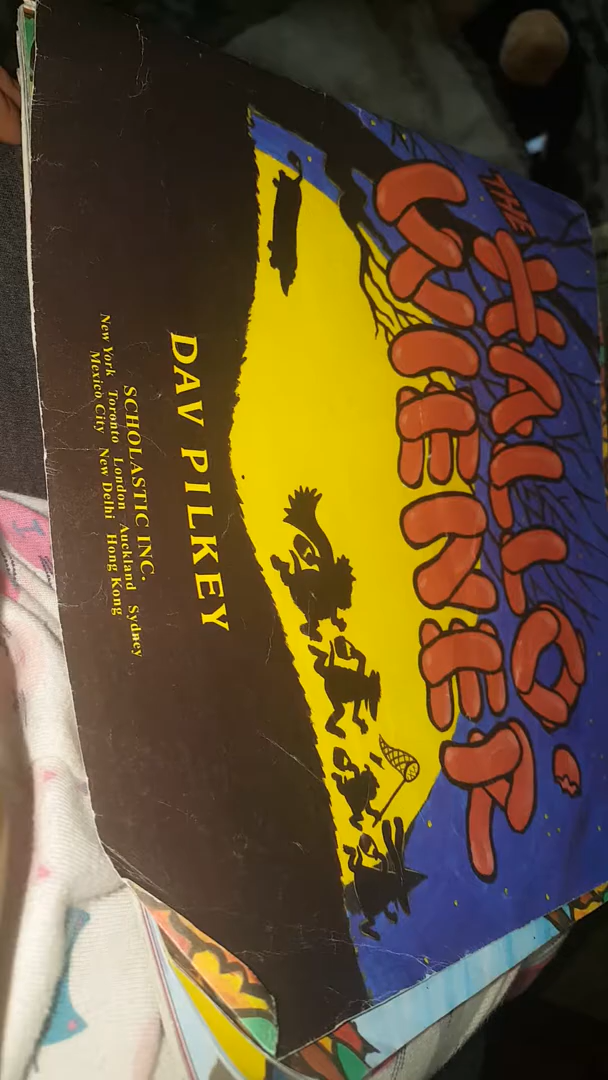 THE
HALLO-
WIENER
DAV PILKEY
SCHOLASTIC INC.
New York Toronto London Auckland Sydney
Mexico City New Delhi Hong Kong